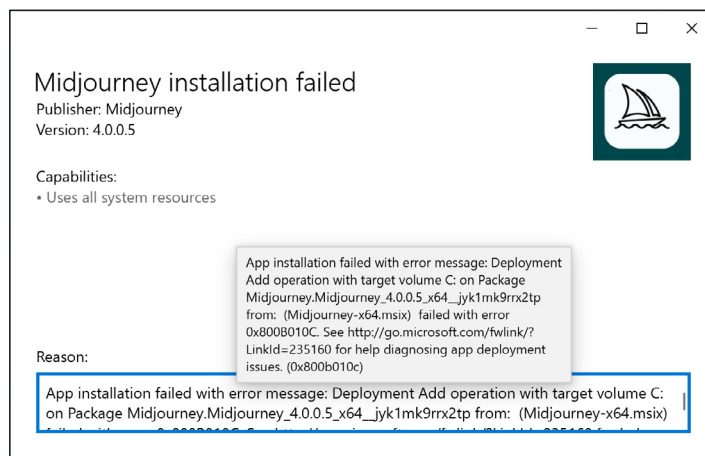 Midjourney installation failed
Publisher: Midjourney
Version: 4.0.0.5
Capabilities:
• Uses all system resources
App installation failed with error message: Deployment
Add operation with target volume C: on Package
Midjourney.Midjourney_4.0.0.5_x64__jyk1mk9rrx2tp
from:  (Midjourney-x64.msix)  failed with error
0x800B010C. See http://go.microsoft.com/fwlink/?
LinkId=235160 for help diagnosing app deployment
issues. (0x800b010c)
Reason:
App installation failed with error message: Deployment Add operation with target volume C:
on Package Midjourney.Midjourney_4.0.0.5_x64__jyk1mk9rrx2tp from:  (Midjourney-x64.msix)